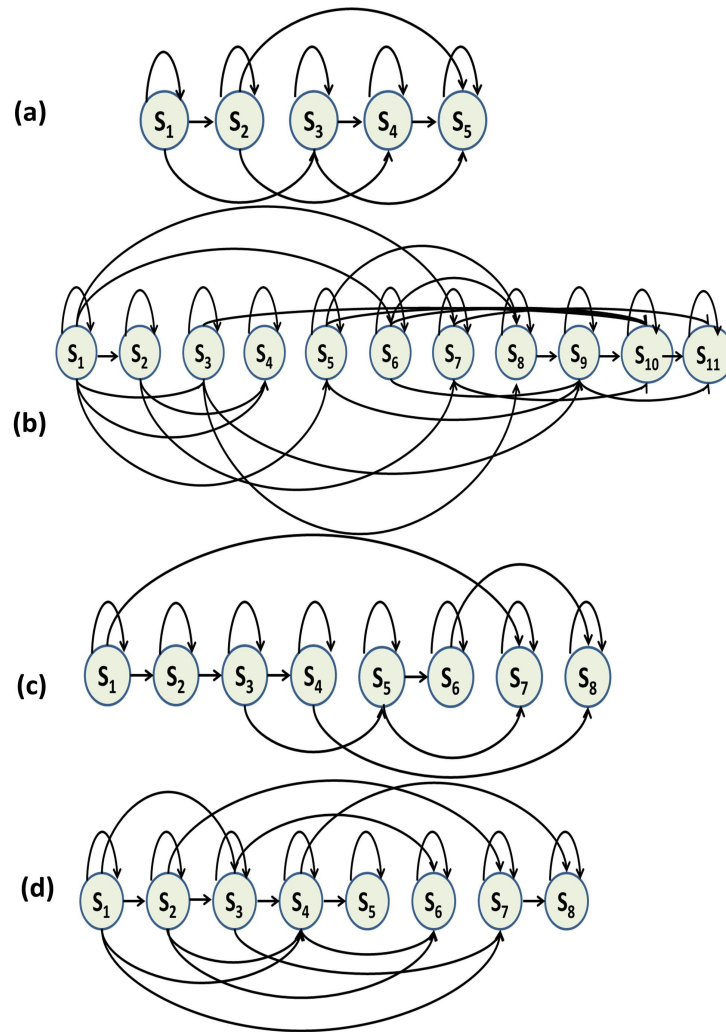 (a)
S₁ S₂ S₃ S₄ S₅
(b)
S₁ S₂ S₃ S₄ S₅ S₆ S₇ S₈ S₉ S₁₀ S₁₁
(c)
S₁ S₂ S₃ S₄ S₅ S₆ S₇ S₈
(d)
S₁ S₂ S₃ S₄ S₅ S₆ S₇ S₈